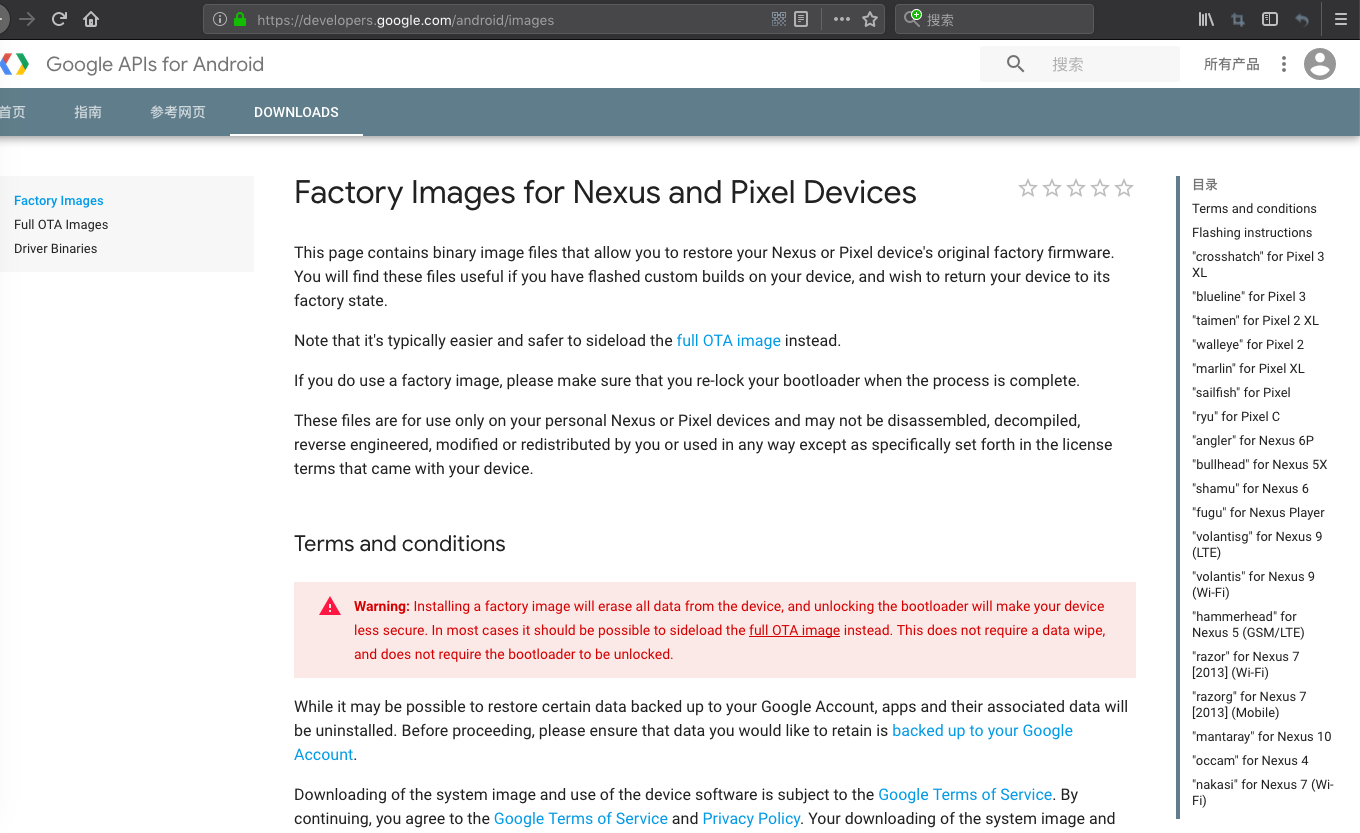 https://developers.google.com/android/images
搜索
Google APIs for Android
搜索
所有产品
首页
指南
参考网页
DOWNLOADS
Factory Images
Full OTA Images
Driver Binaries
Factory Images for Nexus and Pixel Devices
This page contains binary image files that allow you to restore your Nexus or Pixel device's original factory firmware.
You will find these files useful if you have flashed custom builds on your device, and wish to return your device to its
factory state.
Note that it's typically easier and safer to sideload the full OTA image instead.
If you do use a factory image, please make sure that you re-lock your bootloader when the process is complete.
These files are for use only on your personal Nexus or Pixel devices and may not be disassembled, decompiled,
reverse engineered, modified or redistributed by you or used in any way except as specifically set forth in the license
terms that came with your device.
Terms and conditions
Warning: Installing a factory image will erase all data from the device, and unlocking the bootloader will make your device
less secure. In most cases it should be possible to sideload the full OTA image instead. This does not require a data wipe,
and does not require the bootloader to be unlocked.
While it may be possible to restore certain data backed up to your Google Account, apps and their associated data will
be uninstalled. Before proceeding, please ensure that data you would like to retain is backed up to your Google
Account.
Downloading of the system image and use of the device software is subject to the Google Terms of Service. By
continuing, you agree to the Google Terms of Service and Privacy Policy. Your downloading of the system image and
目录
Terms and conditions
Flashing instructions
"crosshatch" for Pixel 3
XL
"blueline" for Pixel 3
"taimen" for Pixel 2 XL
"walleye" for Pixel 2
"marlin" for Pixel XL
"sailfish" for Pixel
"ryu" for Pixel C
"angler" for Nexus 6P
"bullhead" for Nexus 5X
"shamu" for Nexus 6
"fugu" for Nexus Player
"volantisg" for Nexus 9
(LTE)
"volantis" for Nexus 9
(Wi-Fi)
"hammerhead" for
Nexus 5 (GSM/LTE)
"razor" for Nexus 7
[2013] (Wi-Fi)
"razorg" for Nexus 7
[2013] (Mobile)
"mantaray" for Nexus 10
"occam" for Nexus 4
"nakasi" for Nexus 7 (Wi-
Fi)